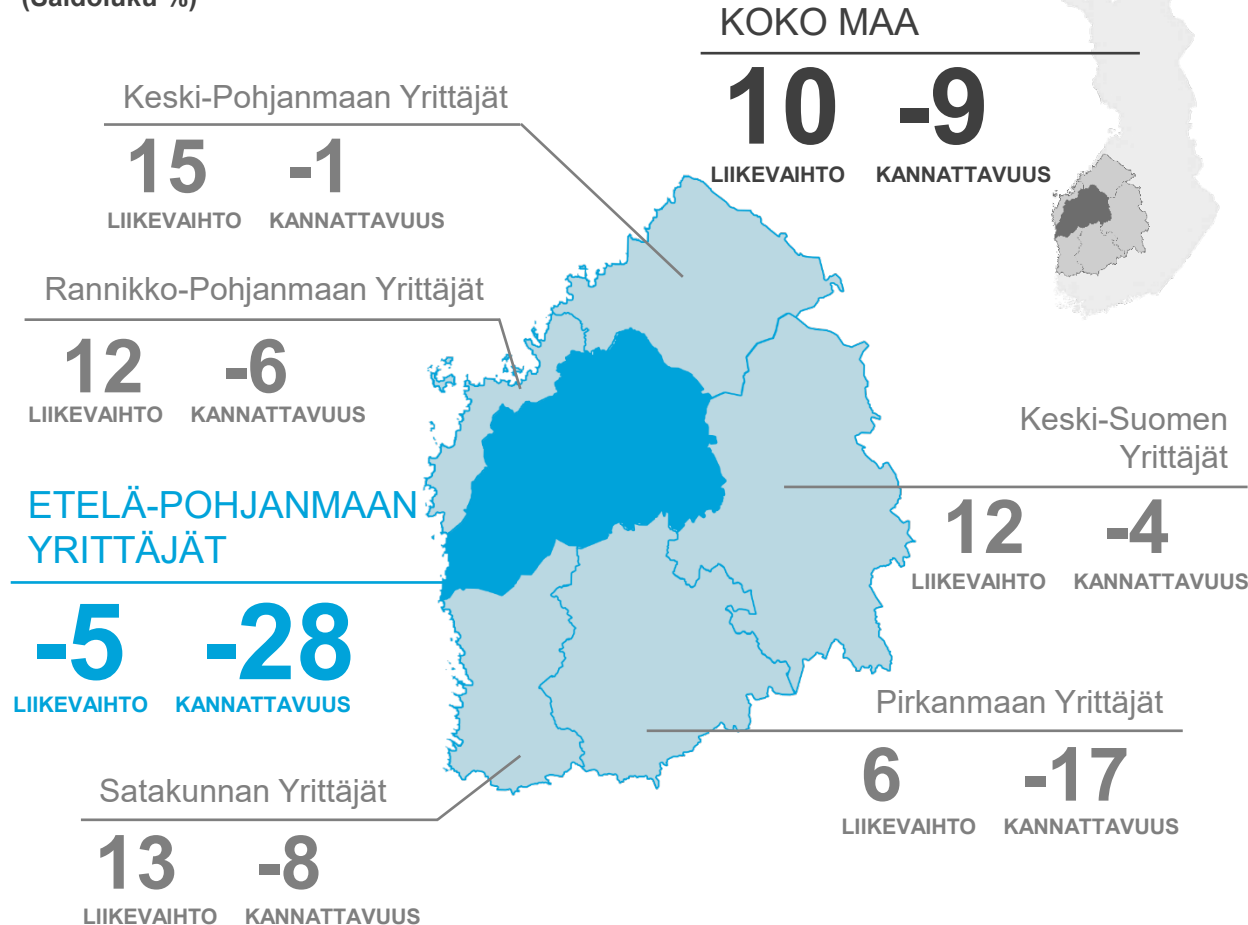 (Saldoluku %)
KOKO MAA
10 -9
LIIKEVAIHTO KANNATTAVUUS
Keski-Pohjanmaan Yrittäjät
15 -1
LIIKEVAIHTO KANNATTAVUUS
Rannikko-Pohjanmaan Yrittäjät
12 -6
LIIKEVAIHTO KANNATTAVUUS
Keski-Suomen
Yrittäjät
12 -4
LIIKEVAIHTO KANNATTAVUUS
ETELÄ-POHJANMAAN
YRITTÄJÄT
-5 -28
LIIKEVAIHTO KANNATTAVUUS
Pirkanmaan Yrittäjät
6 -17
LIIKEVAIHTO KANNATTAVUUS
Satakunnan Yrittäjät
13 -8
LIIKEVAIHTO KANNATTAVUUS